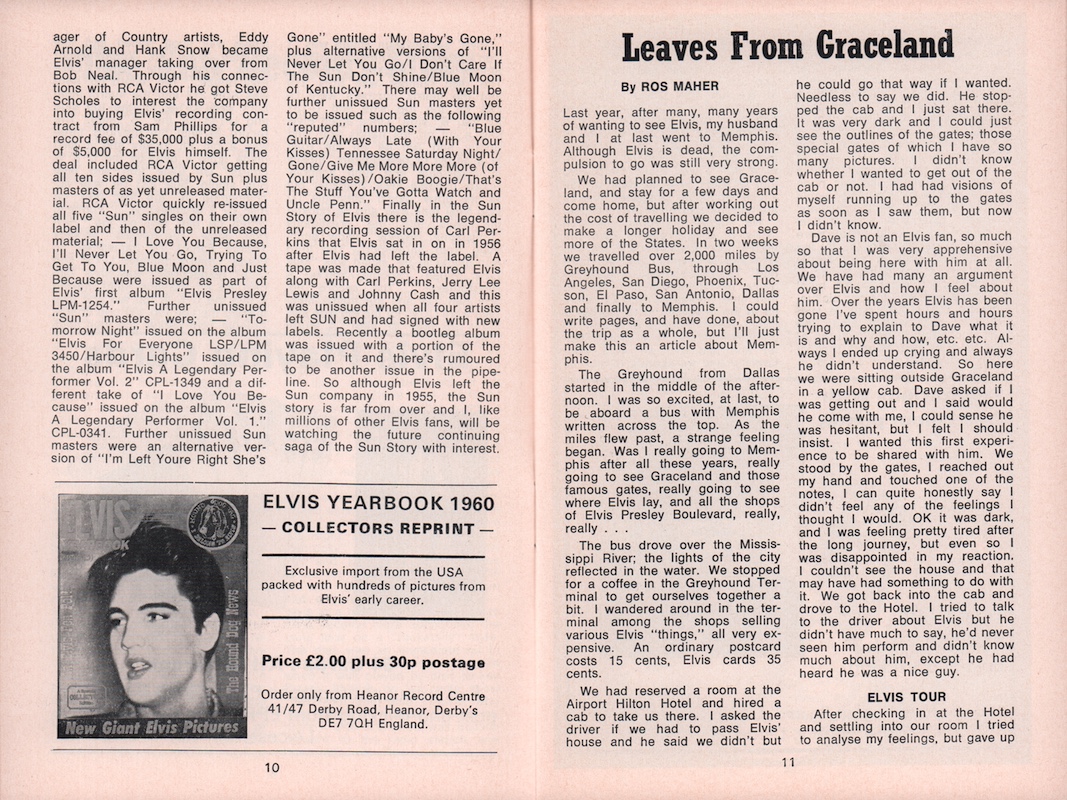 ager of Country artists, Eddy
Arnold and Hank Snow became
Elvis' manager taking over from
Bob Neal. Through his connec-
tions with RCA Victor he got Steve
Scholes to interest the company
into buying Elvis' recording con-
tract from Sam Phillips for a
record fee of $35,000 plus a bonus
of $5,000 for Elvis himself. The
deal included RCA Victor getting
all ten sides issued by Sun plus
masters of as yet unreleased mater-
ial. RCA Victor quickly re-issued
all five "Sun" singles on their own
label and then of the unreleased
material; — I Love You Because,
I'll Never Let You Go, Trying To
Get To You, Blue Moon and Just
Because were issued as part of
Elvis' first album "Elvis Presley
LPM-1254." Further unissued
"Sun" masters were; — "To-
morrow Night" issued on the album
"Elvis For Everyone LSP/LPM
3450/Harbour Lights" issued on
the album "Elvis A Legendary Per-
former Vol. 2" CPL-1349 and a dif-
ferent take of "I Love You Be-
cause" issued on the album "Elvis
A Legendary Performer Vol. 1."
CPL-0341. Further unissued Sun
masters were an alternative ver-
sion of "I'm Left Youre Right She's
Gone" entitled "My Baby's Gone,"
plus alternative versions of "I'll
Never Let You Go/I Don't Care If
The Sun Don't Shine/Blue Moon
of Kentucky." There may well be
further unissued Sun masters yet
to be issued such as the following
"reputed" numbers; — "Blue
Guitar/Always Late (With Your
Kisses) Tennessee Saturday Night/
Gone/Give Me More More More (of
Your Kisses)/Oakie Boogie/That's
The Stuff You've Gotta Watch and
Uncle Penn." Finally in the Sun
Story of Elvis there is the legend-
ary recording session of Carl Per-
kins that Elvis sat in on in 1956
after Elvis had left the label. A
tape was made that featured Elvis
along with Carl Perkins, Jerry Lee
Lewis and Johnny Cash and this
was unissued when all four artists
left SUN and had signed with new
labels. Recently a bootleg album
was issued with a portion of the
tape on it and there's rumoured
to be another issue in the pipe-
line. So although Elvis left the
Sun company in 1955, the Sun
story is far from over and I, like
millions of other Elvis fans, will be
watching the future continuing
saga of the Sun Story with interest.
ELVIS
The Hound Dog News
New Giant Elvis Pictures
ELVIS YEARBOOK 1960
— COLLECTORS REPRINT —
Exclusive import from the USA
packed with hundreds of pictures from
Elvis' early career.
Price £2.00 plus 30p postage
Order only from Heanor Record Centre
41/47 Derby Road, Heanor, Derby's
DE7 7QH England.
10
Leaves From Graceland
By ROS MAHER
Last year, after many, many years
of wanting to see Elvis, my husband
and I at last went to Memphis.
Although Elvis is dead, the com-
pulsion to go was still very strong.
We had planned to see Grace-
land, and stay for a few days and
come home, but after working out
the cost of travelling we decided to
make a longer holiday and see
more of the States. In two weeks
we travelled over 2,000 miles by
Greyhound Bus, through Los
Angeles, San Diego, Phoenix, Tuc-
son, El Paso, San Antonio, Dallas
and finally to Memphis. I could
write pages, and have done, about
the trip as a whole, but I'll just
make this an article about Mem-
phis.
The Greyhound from Dallas
started in the middle of the after-
noon. I was so excited, at last, to
be aboard a bus with Memphis
written across the top. As the
miles flew past, a strange feeling
began. Was I really going to Mem-
phis after all these years, really
going to see Graceland and those
famous gates, really going to see
where Elvis lay, and all the shops
of Elvis Presley Boulevard, really,
really . . .
The bus drove over the Missis-
sippi River; the lights of the city
reflected in the water. We stopped
for a coffee in the Greyhound Ter-
minal to get ourselves together a
bit. I wandered around in the ter-
minal among the shops selling
various Elvis "things," all very ex-
pensive. An ordinary postcard
costs 15 cents, Elvis cards 35
cents.
We had reserved a room at the
Airport Hilton Hotel and hired a
cab to take us there. I asked the
driver if we had to pass Elvis'
house and he said we didn't but
he could go that way if I wanted.
Needless to say we did. He stop-
ped the cab and I just sat there.
It was very dark and I could just
see the outlines of the gates; those
special gates of which I have so
many pictures. I didn't know
whether I wanted to get out of the
cab or not. I had had visions of
myself running up to the gates
as soon as I saw them, but now
I didn't know.
Dave is not an Elvis fan, so much
so that I was very apprehensive
about being here with him at all.
We have had many an argument
over Elvis and how I feel about
him. Over the years Elvis has been
gone I've spent hours and hours
trying to explain to Dave what it
is and why and how, etc. etc. Al-
ways I ended up crying and always
he didn't understand. So here
we were sitting outside Graceland
in a yellow cab. Dave asked if I
was getting out and I said would
he come with me, I could sense he
was hesitant, but I felt I should
insist. I wanted this first experi-
ence to be shared with him. We
stood by the gates, I reached out
my hand and touched one of the
notes, I can quite honestly say I
didn't feel any of the feelings I
thought I would. OK it was dark,
and I was feeling pretty tired after
the long journey, but even so I
was disappointed in my reaction.
I couldn't see the house and that
may have had something to do with
it. We got back into the cab and
drove to the Hotel. I tried to talk
to the driver about Elvis but he
didn't have much to say, he'd never
seen him perform and didn't know
much about him, except he had
heard he was a nice guy.
ELVIS TOUR
After checking in at the Hotel
and settling into our room I tried
to analyse my feelings, but gave up
11